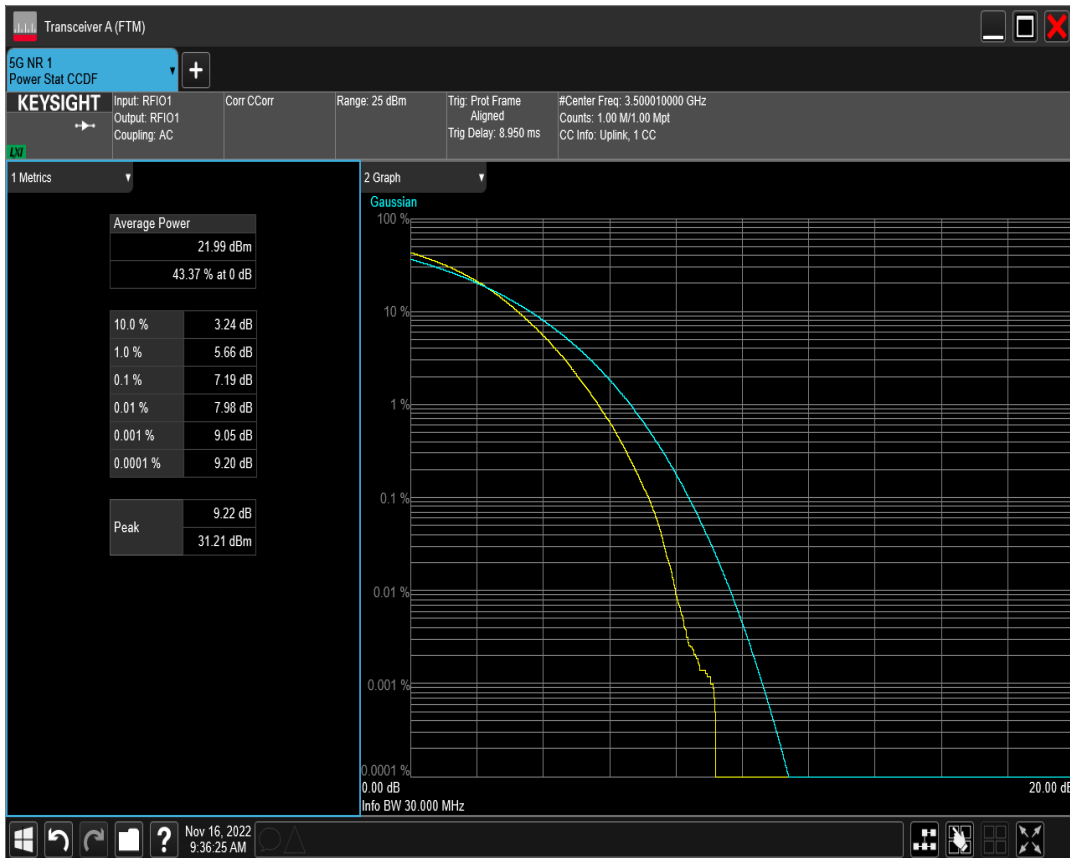 Transceiver A (FTM)
5G NR 1
Power Stat CCDF
+
KEYSIGHT
LXI
Input: RFIO1
Output: RFIO1
Coupling: AC
Corr CCorr
Range: 25 dBm
Trig: Prot Frame
Aligned
Trig Delay: 8.950 ms
#Center Freq: 3.500010000 GHz
Counts: 1.00 M/1.00 Mpt
CC Info: Uplink, 1 CC
1 Metrics
Average Power
21.99 dBm
43.37 % at 0 dB
10.0 % 3.24 dB
1.0 % 5.66 dB
0.1 % 7.19 dB
0.01 % 7.98 dB
0.001 % 9.05 dB
0.0001 % 9.20 dB
Peak
9.22 dB
31.21 dBm
2 Graph
Gaussian
100 %
10 %
1 %
0.1 %
0.01 %
0.001 %
0.0001 %
0.00 dB 20.00 dB
Info BW 30.000 MHz
?
Nov 16, 2022
9:36:25 AM